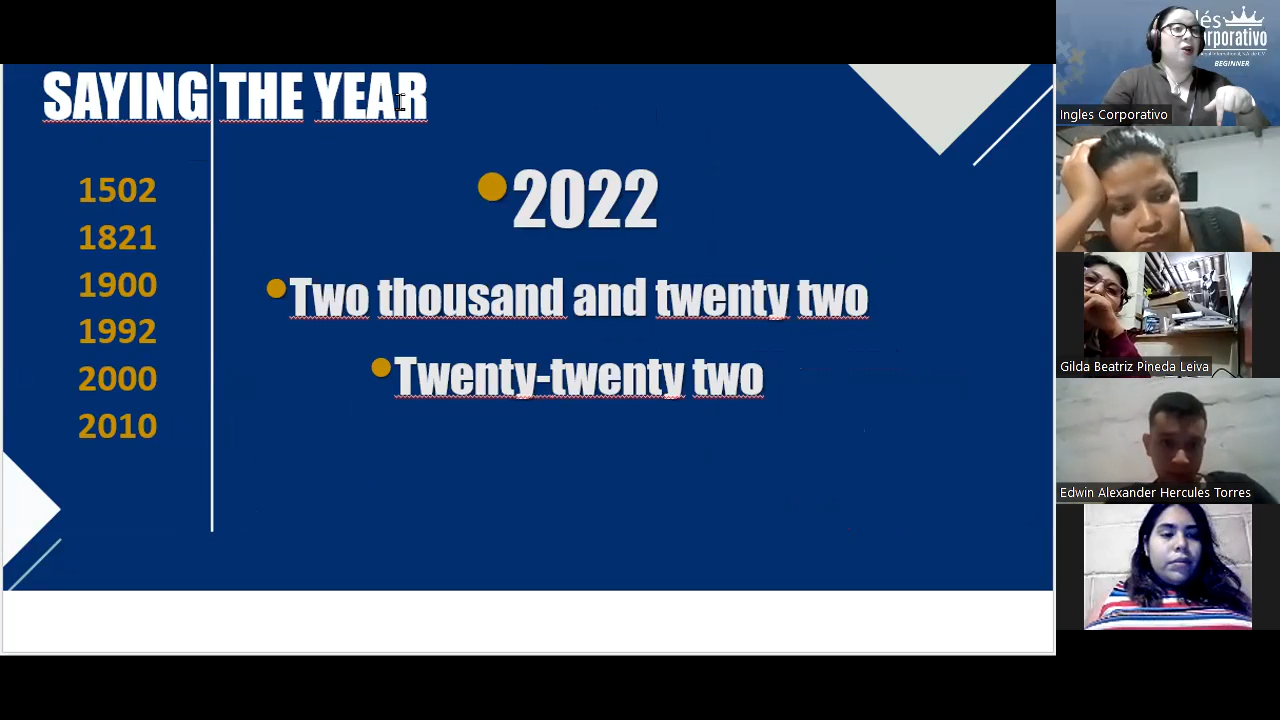 SAYING THE YEAR
1502
1821
1900
1992
2000
2010
2022
Two thousand and twenty two
Twenty-twenty two
BEGINNER
Ingles Corporativo
Gilda Beatriz Pineda Leiva
Edwin Alexander Hercules Torres